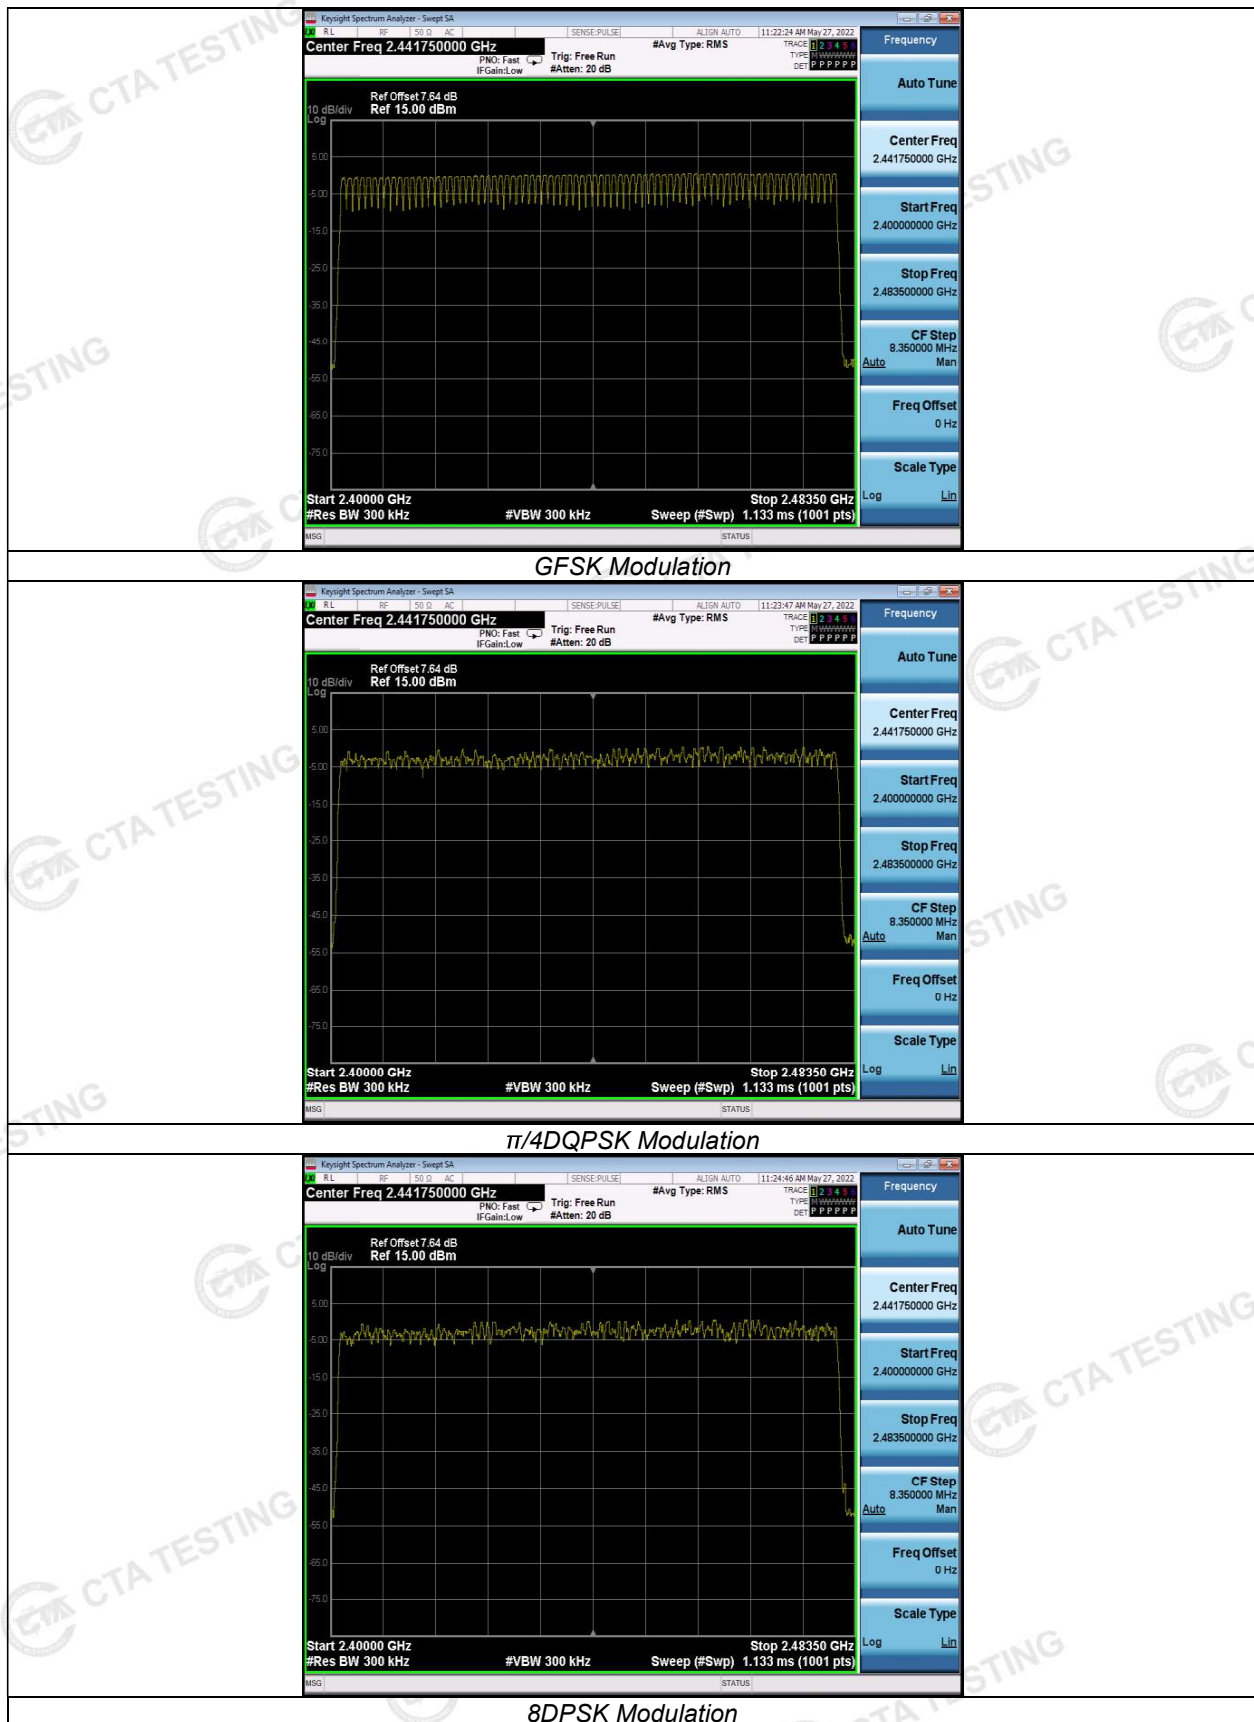 Keysight Spectrum Analyzer - Swept SA
RL RF 50 Ω AC SENSE:PULSE ALIGN AUTO 11:22:24 AM May 27, 2022
Center Freq 2.441750000 GHz #Avg Type: RMS TRACE 1 2 3 4 5 6
PNO: Fast Trig: Free Run TYPE M WWWWW
IFGain:Low #Atten: 20 dB DET P P P P P P
Frequency
Auto Tune
Ref Offset 7.64 dB
10 dB/div Ref 15.00 dBm
Log
5.00
-5.00
-15.0
-25.0
-35.0
-45.0
-55.0
-65.0
-75.0
Center Freq
2.441750000 GHz
Start Freq
2.400000000 GHz
Stop Freq
2.483500000 GHz
CF Step
8.350000 MHz
Auto Man
Freq Offset
0 Hz
Scale Type
Log Lin
Start 2.40000 GHz Stop 2.48350 GHz
#Res BW 300 kHz #VBW 300 kHz Sweep (#Swp) 1.133 ms (1001 pts)
MSG STATUS
GFSK Modulation
Keysight Spectrum Analyzer - Swept SA
RL RF 50 Ω AC SENSE:PULSE ALIGN AUTO 11:23:47 AM May 27, 2022
Center Freq 2.441750000 GHz #Avg Type: RMS TRACE 1 2 3 4 5 6
PNO: Fast Trig: Free Run TYPE M WWWWW
IFGain:Low #Atten: 20 dB DET P P P P P P
Frequency
Auto Tune
Ref Offset 7.64 dB
10 dB/div Ref 15.00 dBm
Log
5.00
-5.00
-15.0
-25.0
-35.0
-45.0
-55.0
-65.0
-75.0
Center Freq
2.441750000 GHz
Start Freq
2.400000000 GHz
Stop Freq
2.483500000 GHz
CF Step
8.350000 MHz
Auto Man
Freq Offset
0 Hz
Scale Type
Log Lin
Start 2.40000 GHz Stop 2.48350 GHz
#Res BW 300 kHz #VBW 300 kHz Sweep (#Swp) 1.133 ms (1001 pts)
MSG STATUS
π/4DQPSK Modulation
Keysight Spectrum Analyzer - Swept SA
RL RF 50 Ω AC SENSE:PULSE ALIGN AUTO 11:24:46 AM May 27, 2022
Center Freq 2.441750000 GHz #Avg Type: RMS TRACE 1 2 3 4 5 6
PNO: Fast Trig: Free Run TYPE M WWWWW
IFGain:Low #Atten: 20 dB DET P P P P P P
Frequency
Auto Tune
Ref Offset 7.64 dB
10 dB/div Ref 15.00 dBm
Log
5.00
-5.00
-15.0
-25.0
-35.0
-45.0
-55.0
-65.0
-75.0
Center Freq
2.441750000 GHz
Start Freq
2.400000000 GHz
Stop Freq
2.483500000 GHz
CF Step
8.350000 MHz
Auto Man
Freq Offset
0 Hz
Scale Type
Log Lin
Start 2.40000 GHz Stop 2.48350 GHz
#Res BW 300 kHz #VBW 300 kHz Sweep (#Swp) 1.133 ms (1001 pts)
MSG STATUS
8DPSK Modulation
CTA TESTING
CTA TESTING
CTA TESTING
CTA TESTING
CTA TESTING